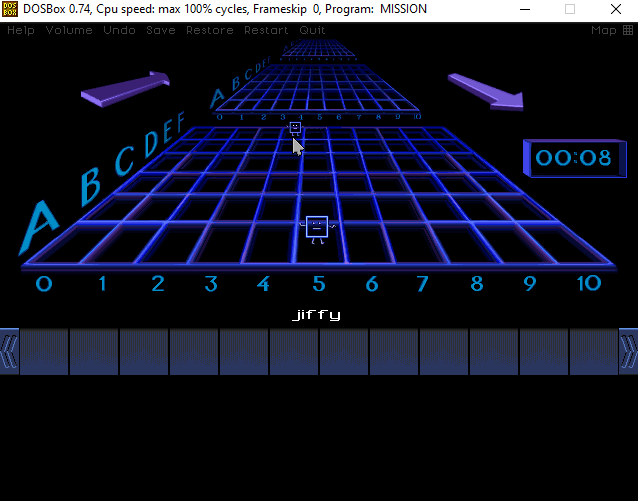 DOS BOX DOSBox 0.74, Cpu speed: max 100% cycles, Frameskip 0, Program: MISSION
Help Volume Undo Save Restore Restart Quit Map
A B C D E F
0 1 2 3 4 5 6 7 8 9 10
A B C D E F
00:08
0 1 2 3 4 5 6 7 8 9 10
jiffy